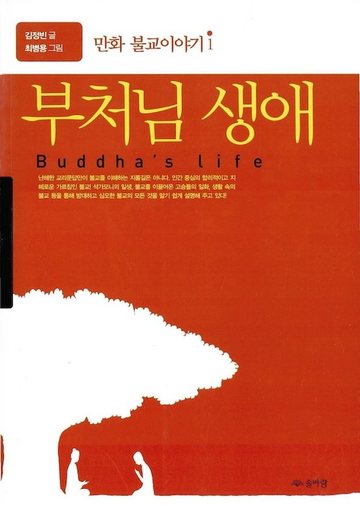 김정빈 글
최병용 그림
만화 불교이야기 1
부처님 생애
Buddha's life
난해한 교리문답만이 불교를 이해하는 지름길은 아니다. 인간 중심의 합리적이고 지
혜로운 가르침인 불교! 석가모니의 일생, 불교를 이끌어온 고승들의 일화, 생활 속의
불교 등을 통해 방대하고 심오한 불교의 모든 것을 알기 쉽게 설명해 주고 있다!
솔바람